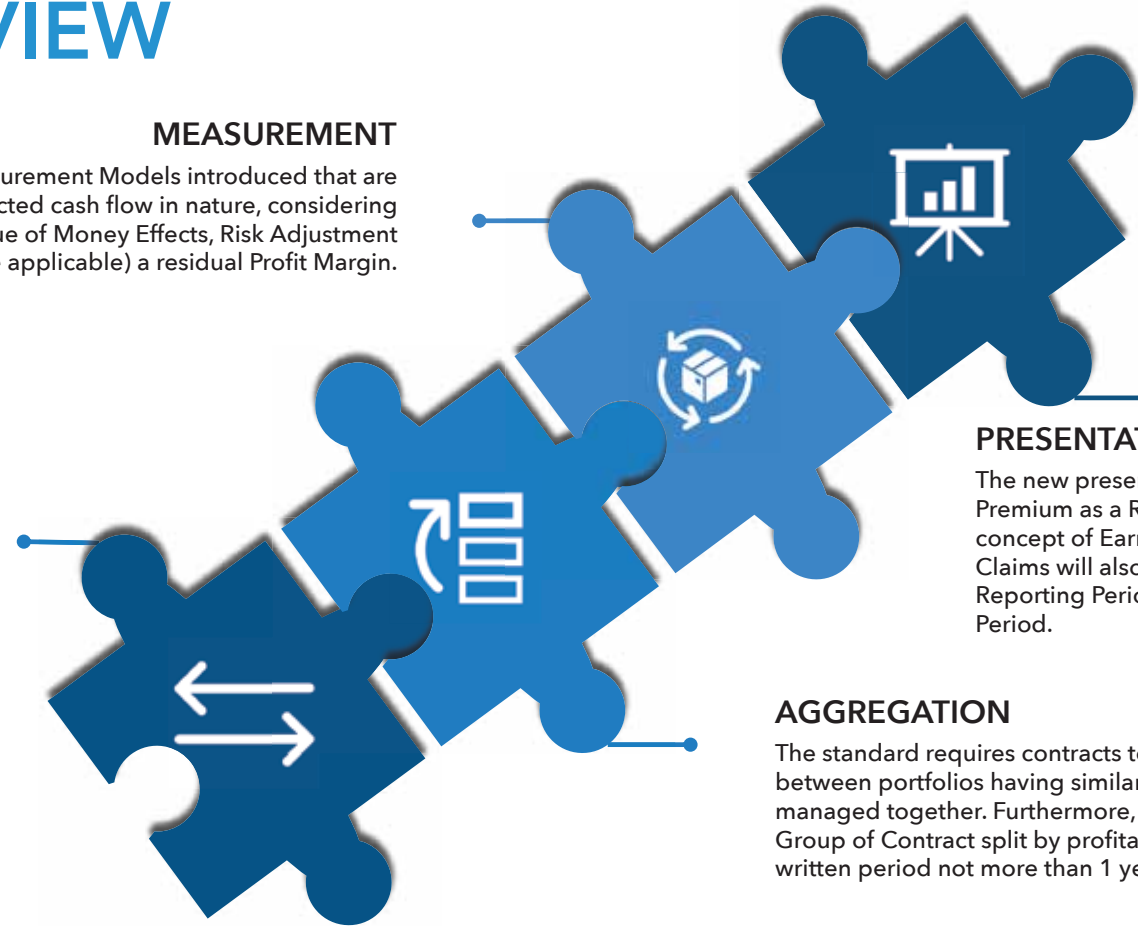 VIEW
MEASUREMENT
urement Models introduced that are
cted cash flow in nature, considering
ue of Money Effects, Risk Adjustment
applicable) a residual Profit Margin.
PRESENTAT
The new prese
Premium as a R
concept of Earn
Claims will also
Reporting Perio
Period.
AGGREGATION
The standard requires contracts to
between portfolios having similar
managed together. Furthermore,
Group of Contract split by profita
written period not more than 1 ye